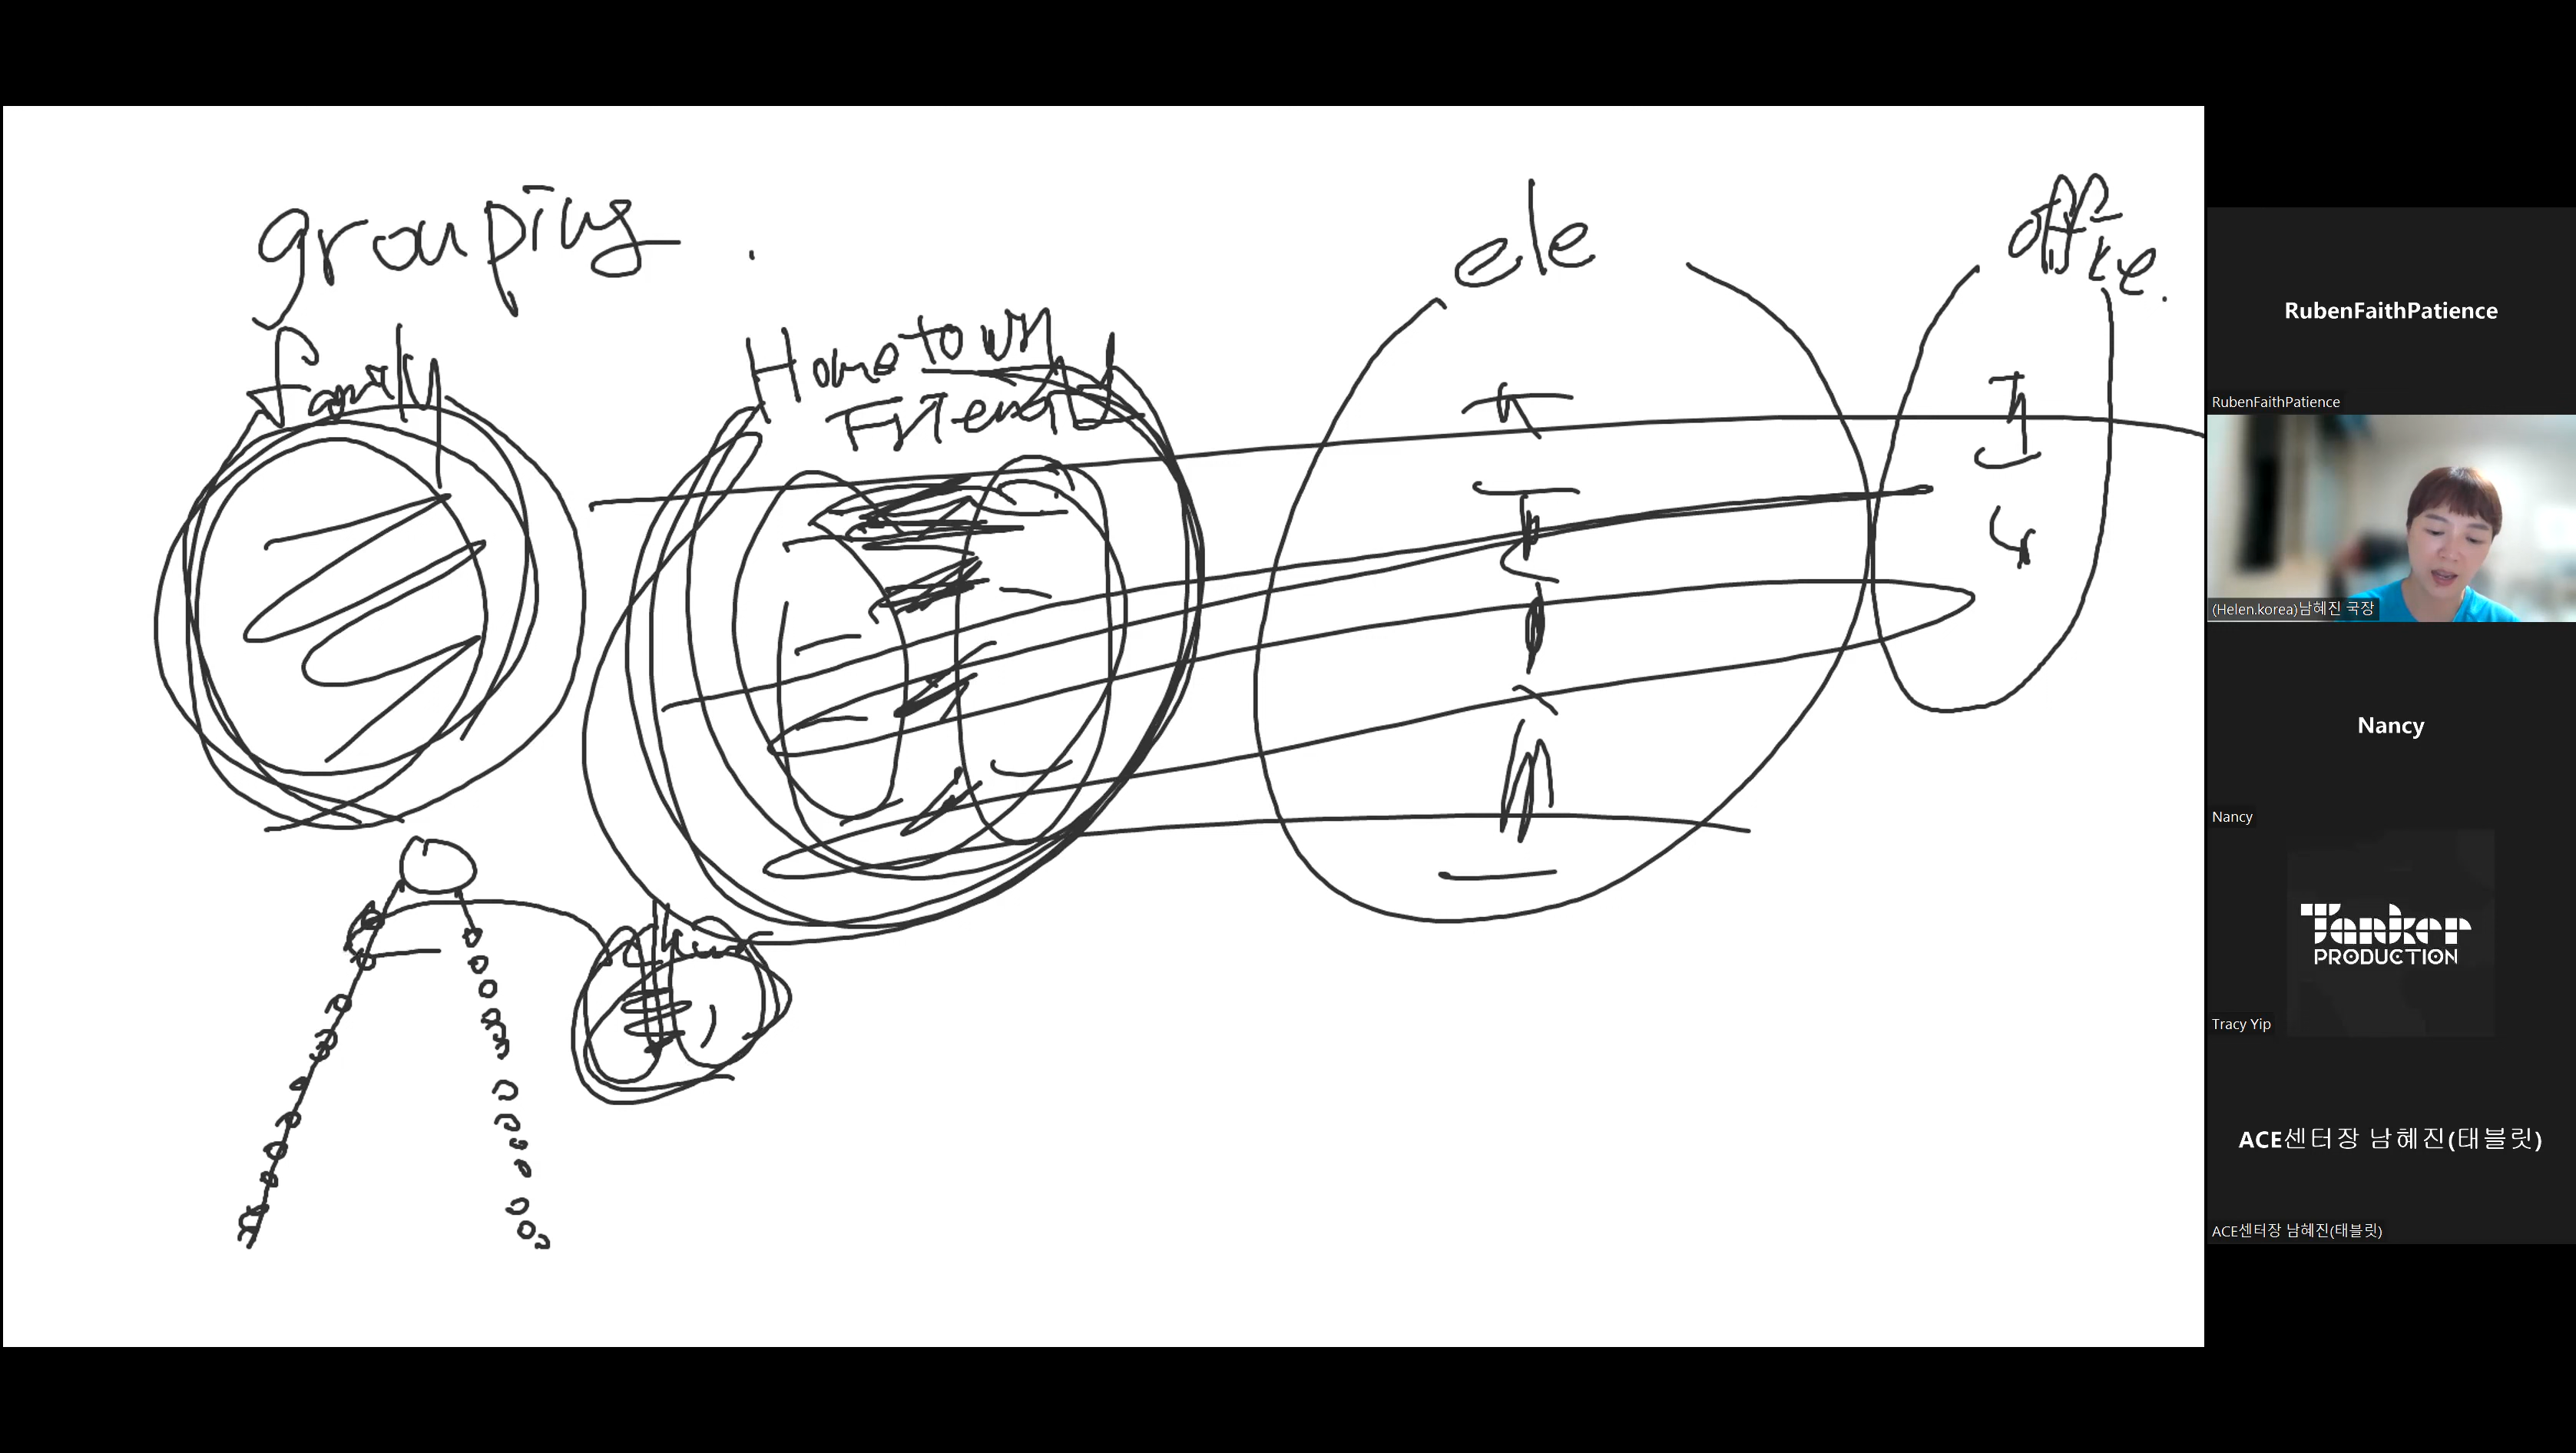 grouping.
ele
office.
Family
Hometown
Friend
RubenFaithPatience
RubenFaithPatience
(Helen.korea)남혜진 국장
Nancy
Nancy
Tanker
PRODUCTION
Tracy Yip
ACE센터장 남혜진(태블릿)
ACE센터장 남혜진(태블릿)